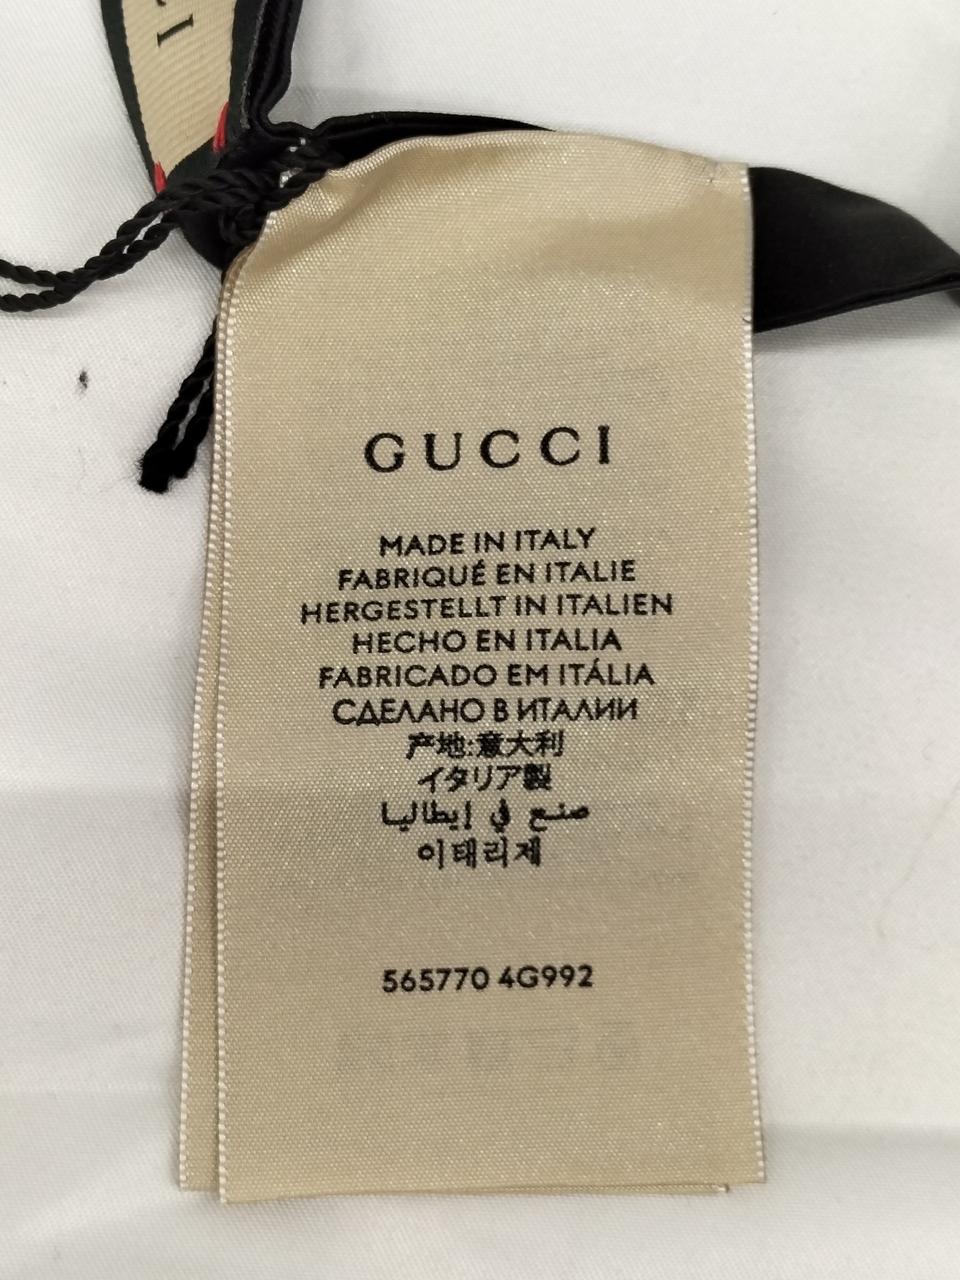 GUCCI
MADE IN ITALY
FABRIQUÉ EN ITALIE
HERGESTELLT IN ITALIEN
HECHO EN ITALIA
FABRICADO EM ITÁLIA
СДЕЛАНО В ИТАЛИИ
产地:意大利
イタリア製
صنع في إيطاليا
이태리제
565770 4G992